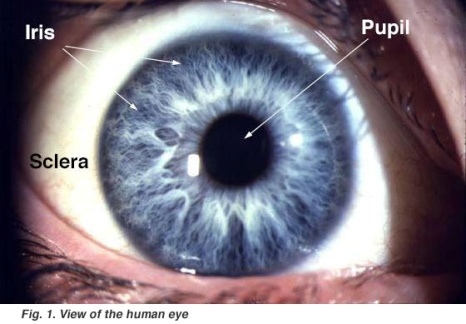 Iris
Pupil
Sclera
Fig. 1. View of the human eye